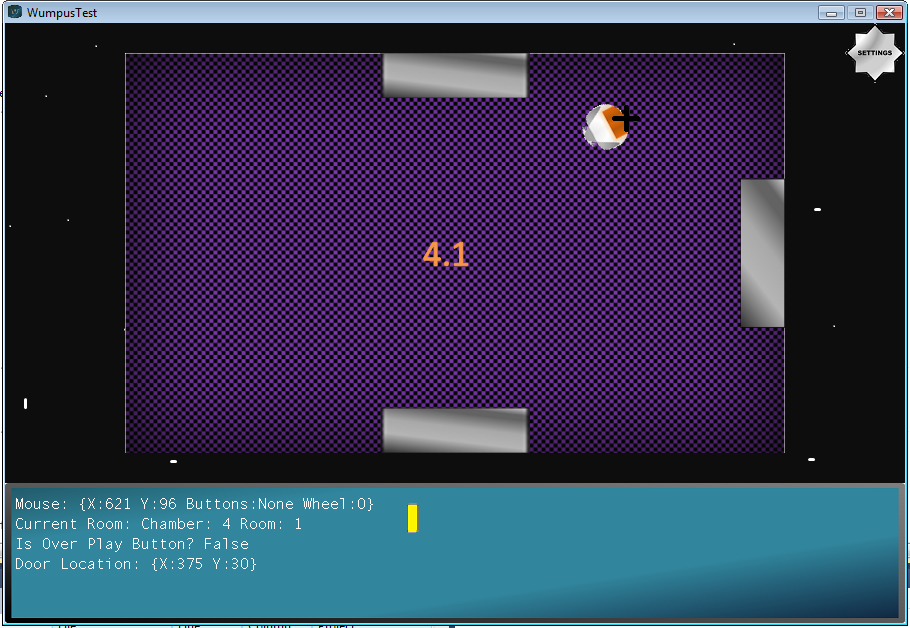 WumpusTest
SETTINGS
4.1
Mouse: {X:621 Y:96 Buttons:None Wheel:0}
Current Room: Chamber: 4 Room: 1
Is Over Play Button? False
Door Location: {X:375 Y:30}